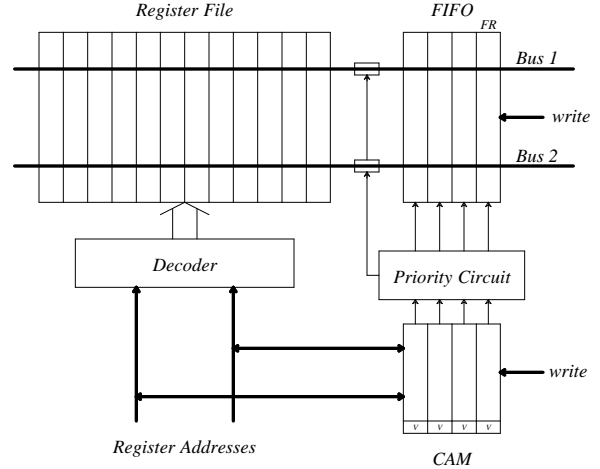 Register File
FIFO
FR
Bus 1
write
Bus 2
Decoder
Priority Circuit
write
V V V V
Register Addresses
CAM